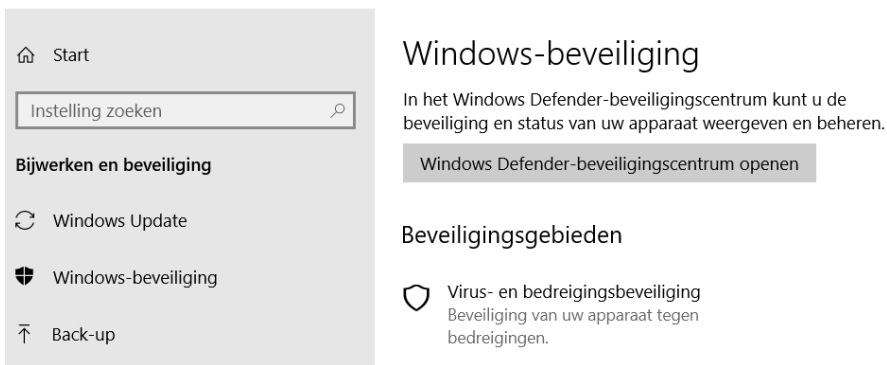 Start
Instelling zoeken
Bijwerken en beveiliging
Windows Update
Windows-beveiliging
Back-up
Windows-beveiliging
In het Windows Defender-beveiligingscentrum kunt u de
beveiliging en status van uw apparaat weergeven en beheren.
Windows Defender-beveiligingscentrum openen
Beveiligingsgebieden
Virus- en bedreigingsbeveiliging
Beveiliging van uw apparaat tegen
bedreigingen.